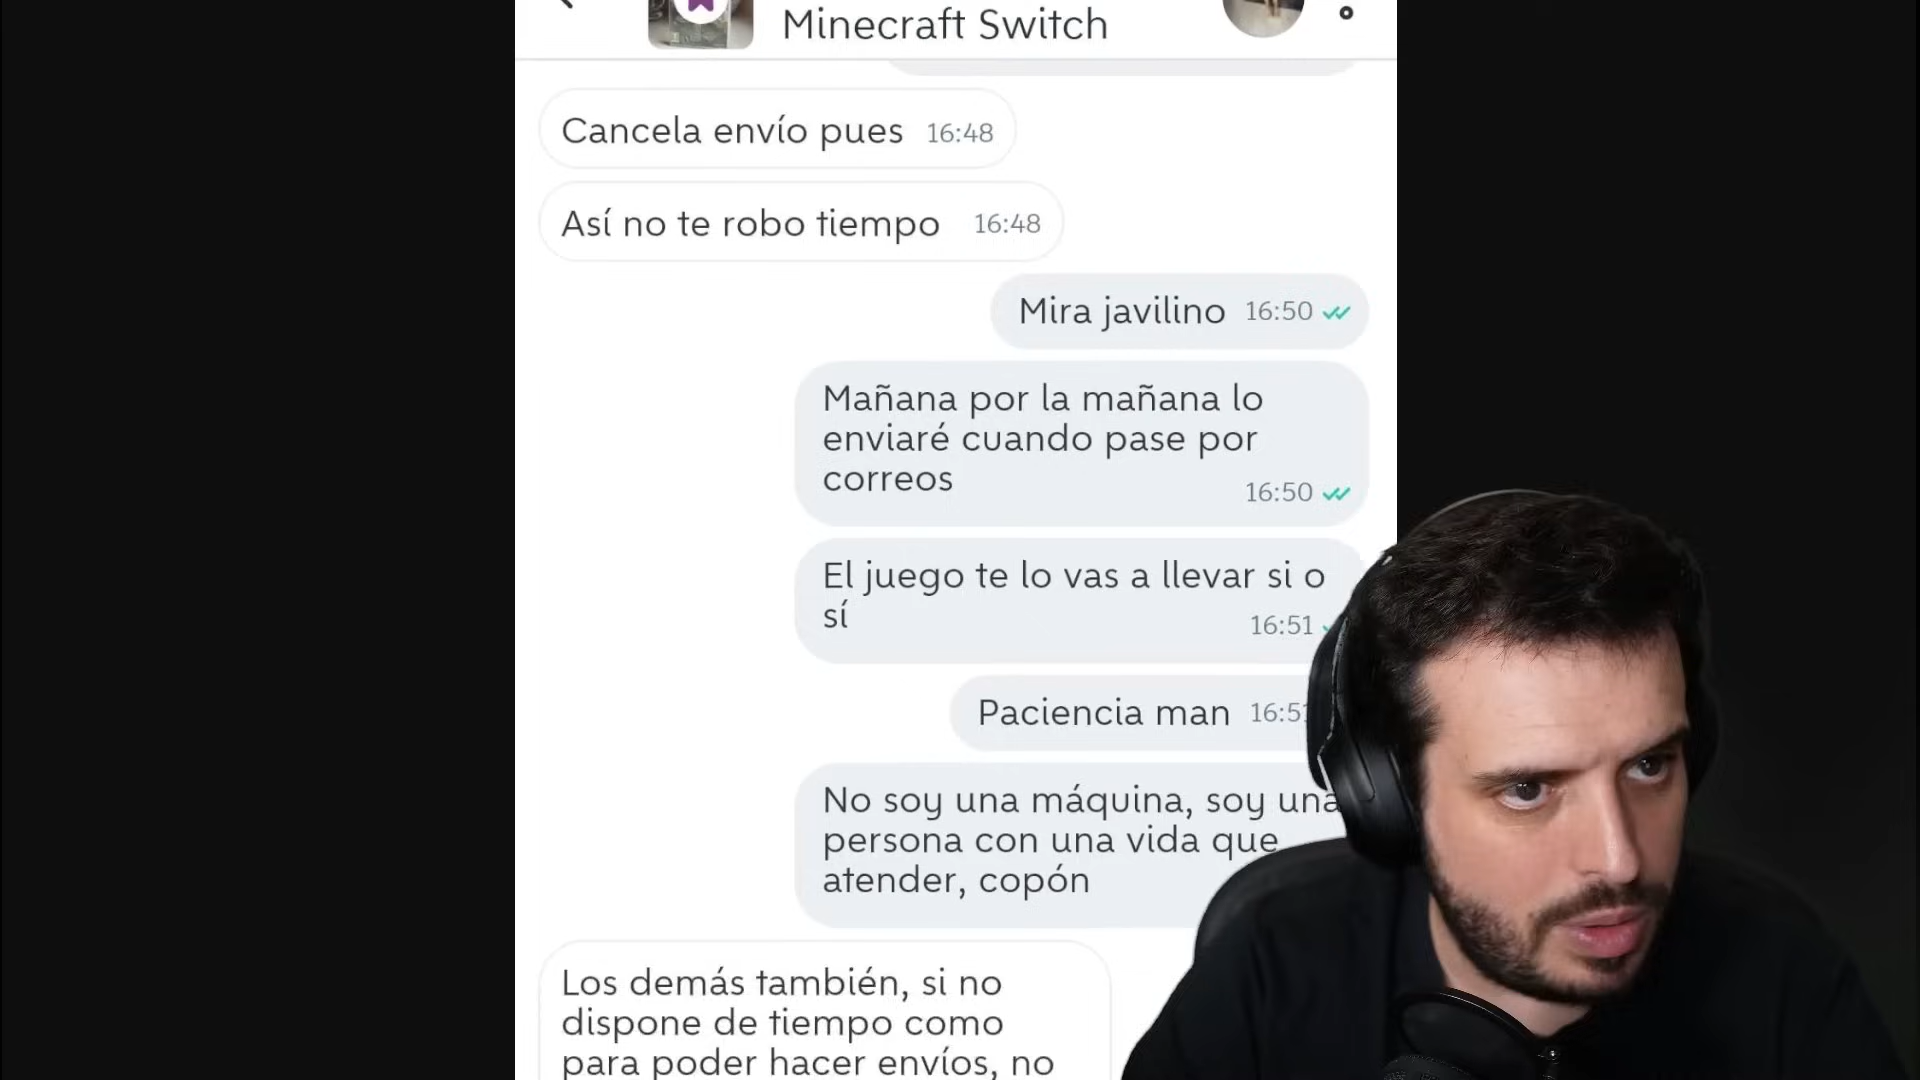 Minecraft Switch
Cancela envío pues 16:48
Así no te robo tiempo 16:48
Mira javilino 16:50
Mañana por la mañana lo
enviaré cuando pase por
correos
16:50
El juego te lo vas a llevar si o
sí
16:51
Paciencia man 16:51
No soy una máquina, soy una
persona con una vida que
atender, copón
Los demás también, si no
dispone de tiempo como
para poder hacer envíos, no